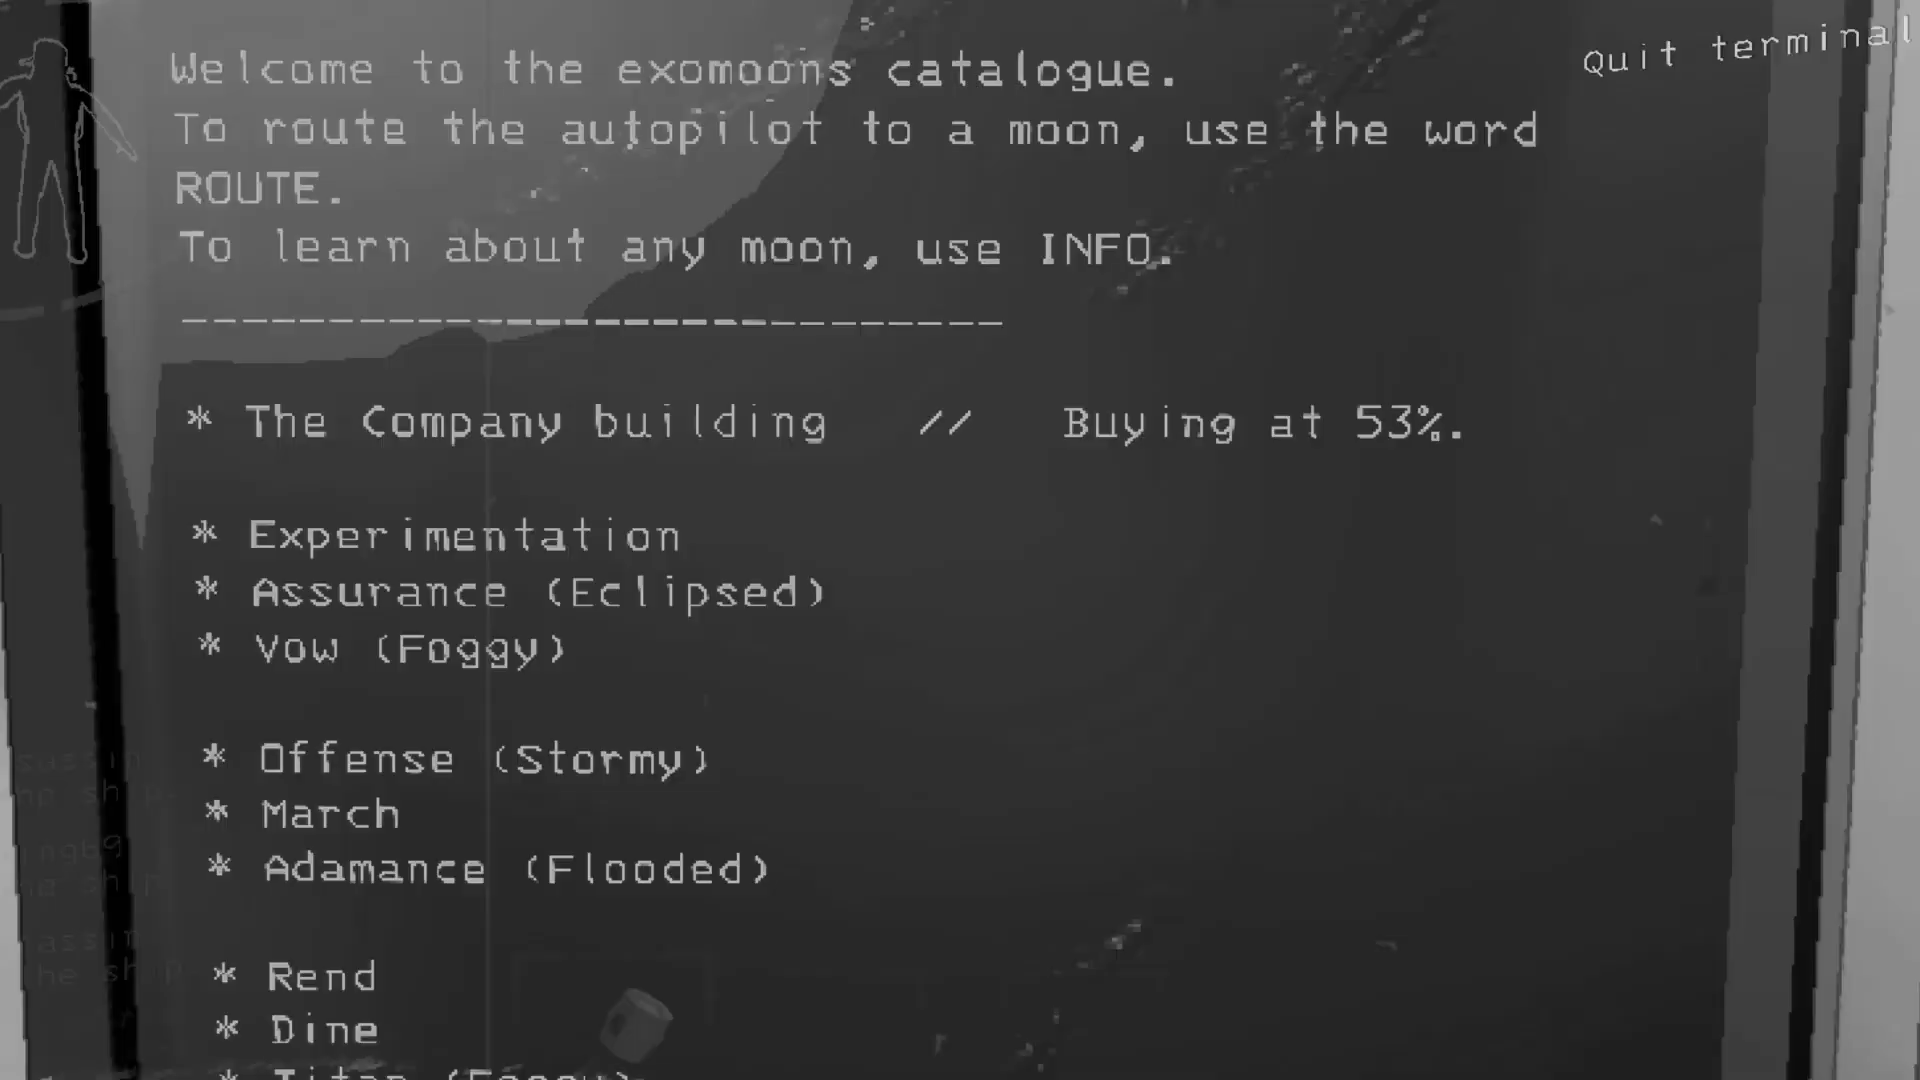 Quit terminal
Welcome to the exomoons catalogue.
To route the autopilot to a moon, use the word
ROUTE.
To learn about any moon, use INFO.
----------------------------
* The Company building // Buying at 53%.
* Experimentation
* Assurance (Eclipsed)
* Vow (Foggy)
* Offense (Stormy)
* March
* Adamance (Flooded)
* Rend
* Dine
* Titan (Foggy)